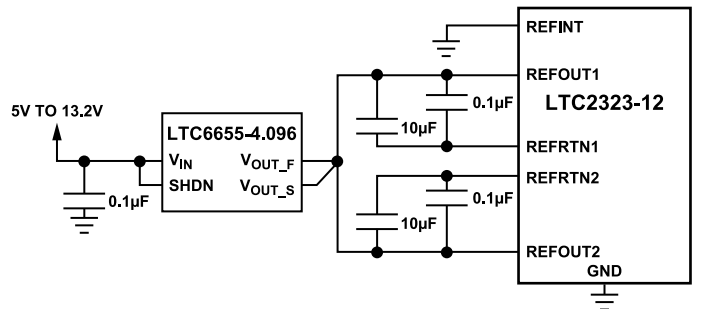 REFINT
REFOUT1
LTC2323-12
0.1µF
5V TO 13.2V
10µF
LTC6655-4.096
REFRTN1
VIN
VOUT_F
REFRTN2
SHDN
VOUT_S
0.1µF
0.1µF
10µF
REFOUT2
GND